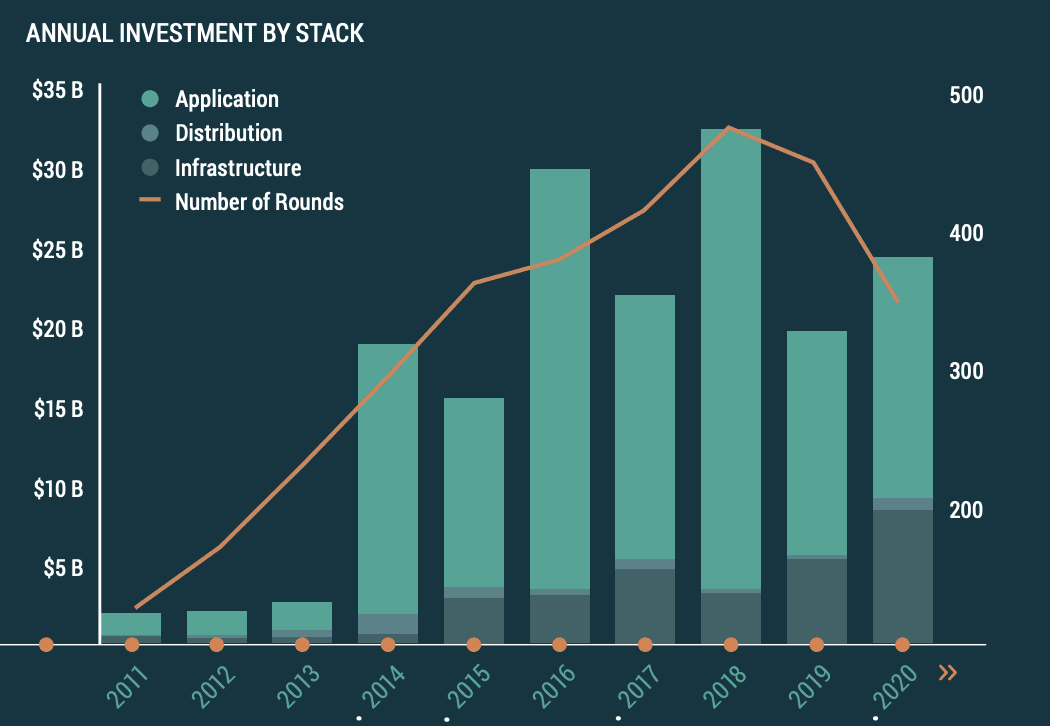 ANNUAL INVESTMENT BY STACK
$35 B
$30 B
$25 B
$20 B
$15 B
$10 B
$5 B
Application
Distribution
Infrastructure
Number of Rounds
500
400
300
200
2011 2012 2013 2014 2015 2016 2017 2018 2019 2020 »